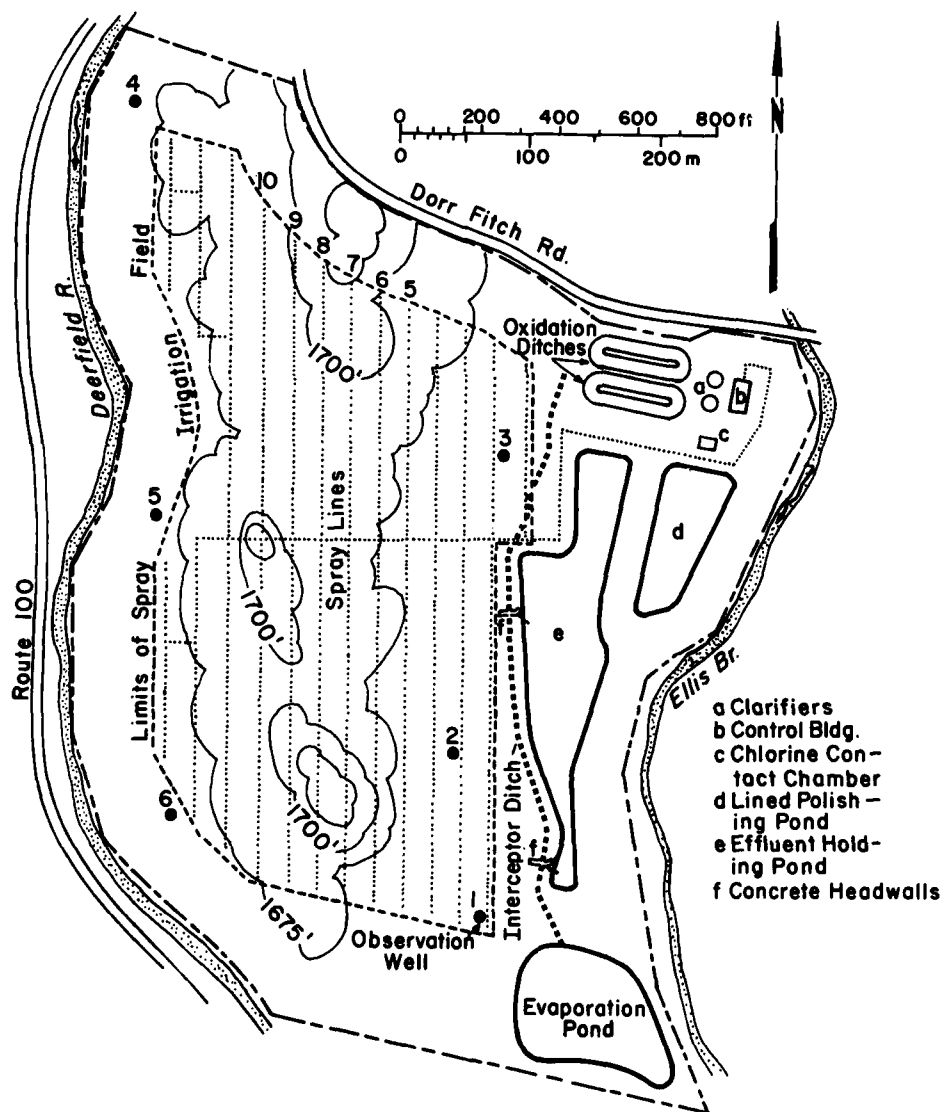 4
0 200 400 600 800 ft
0 100 200 m
N
Dorr Fitch Rd.
10
9
8
7
6
5
1700'
Oxidation
Ditches
a
b
c
3
d
e
f
Field
Irrigation
Limits of Spray
Deerfield R.
Route 100
5
Spray Lines
1700'
2
1700'
6
1675'
1
Observation
Well
Interceptor Ditch
f
Ellis Br.
Evaporation
Pond
a Clarifiers
b Control Bldg.
c Chlorine Con-
tact Chamber
d Lined Polish-
ing Pond
e Effluent Hold-
ing Pond
f Concrete Headwalls